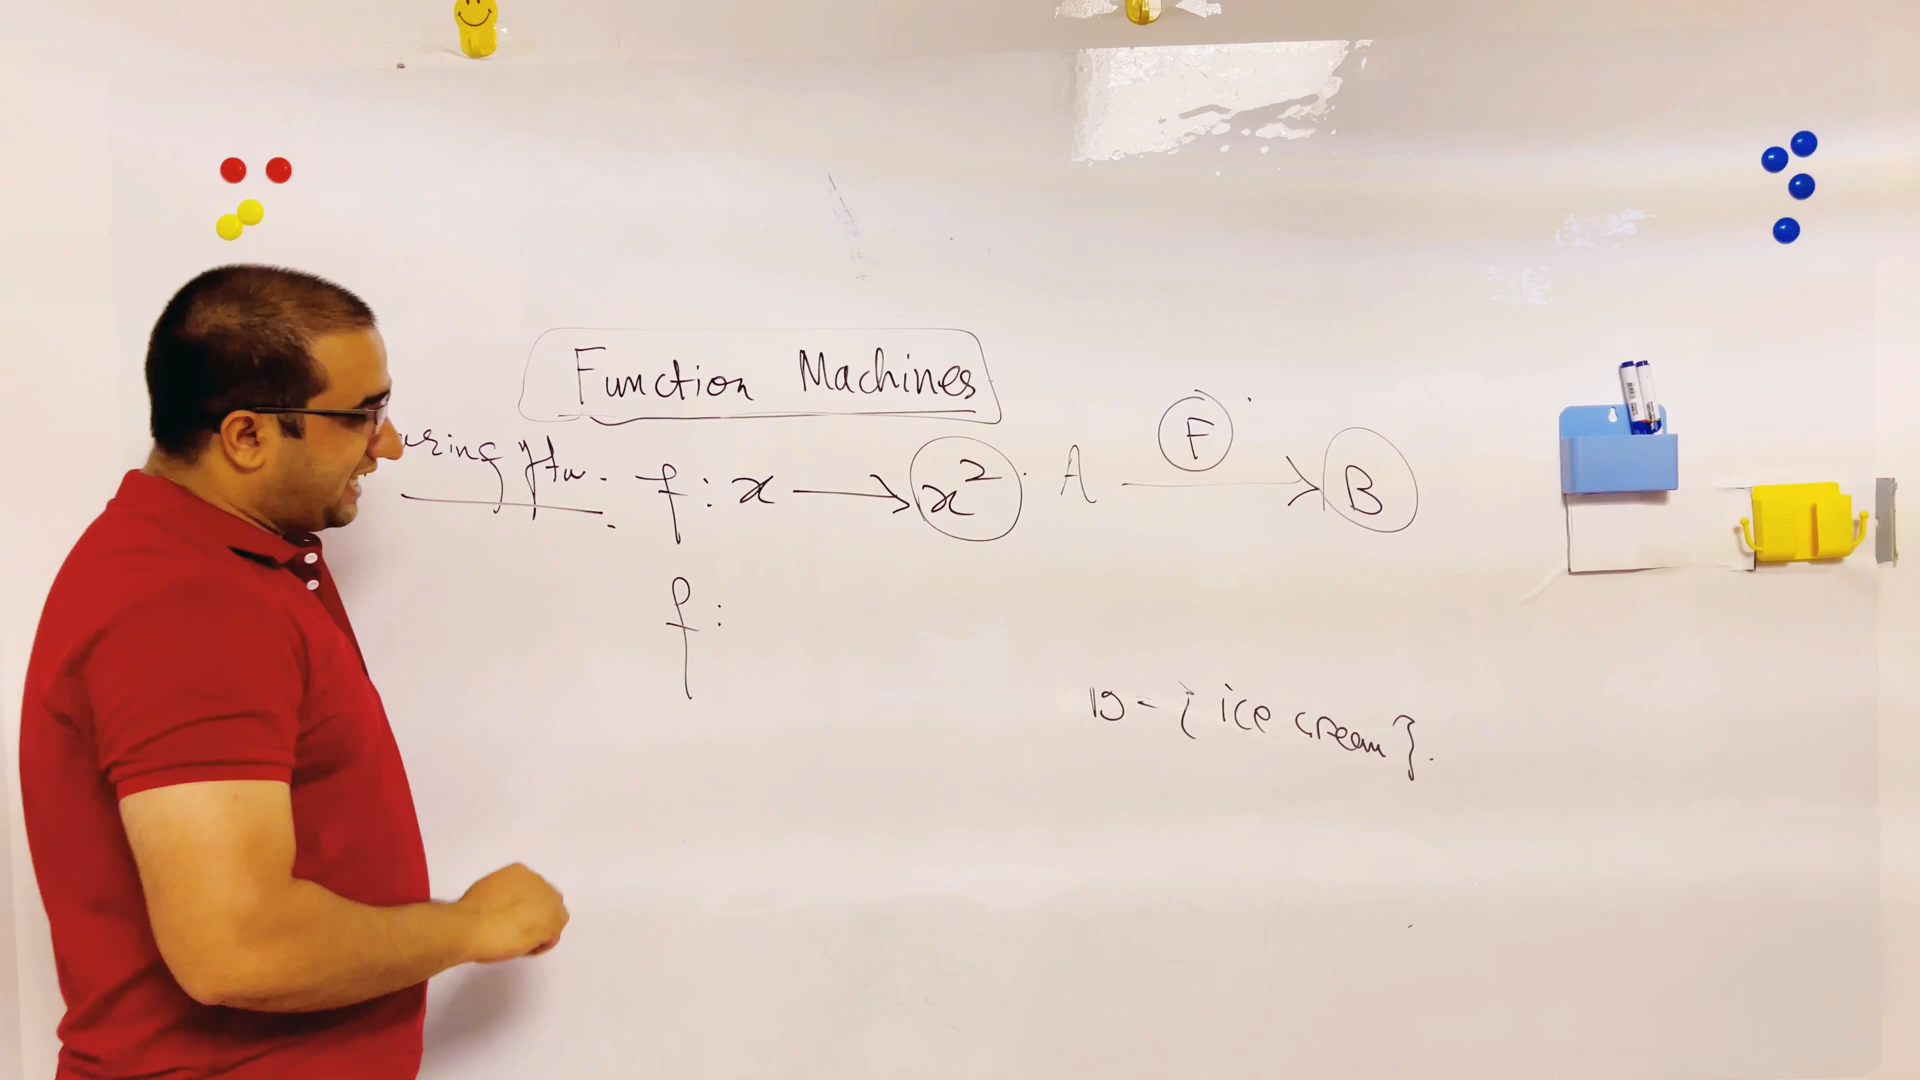 Function Machines
f : x → x² . A → B
F
f :
B = { ice cream }.